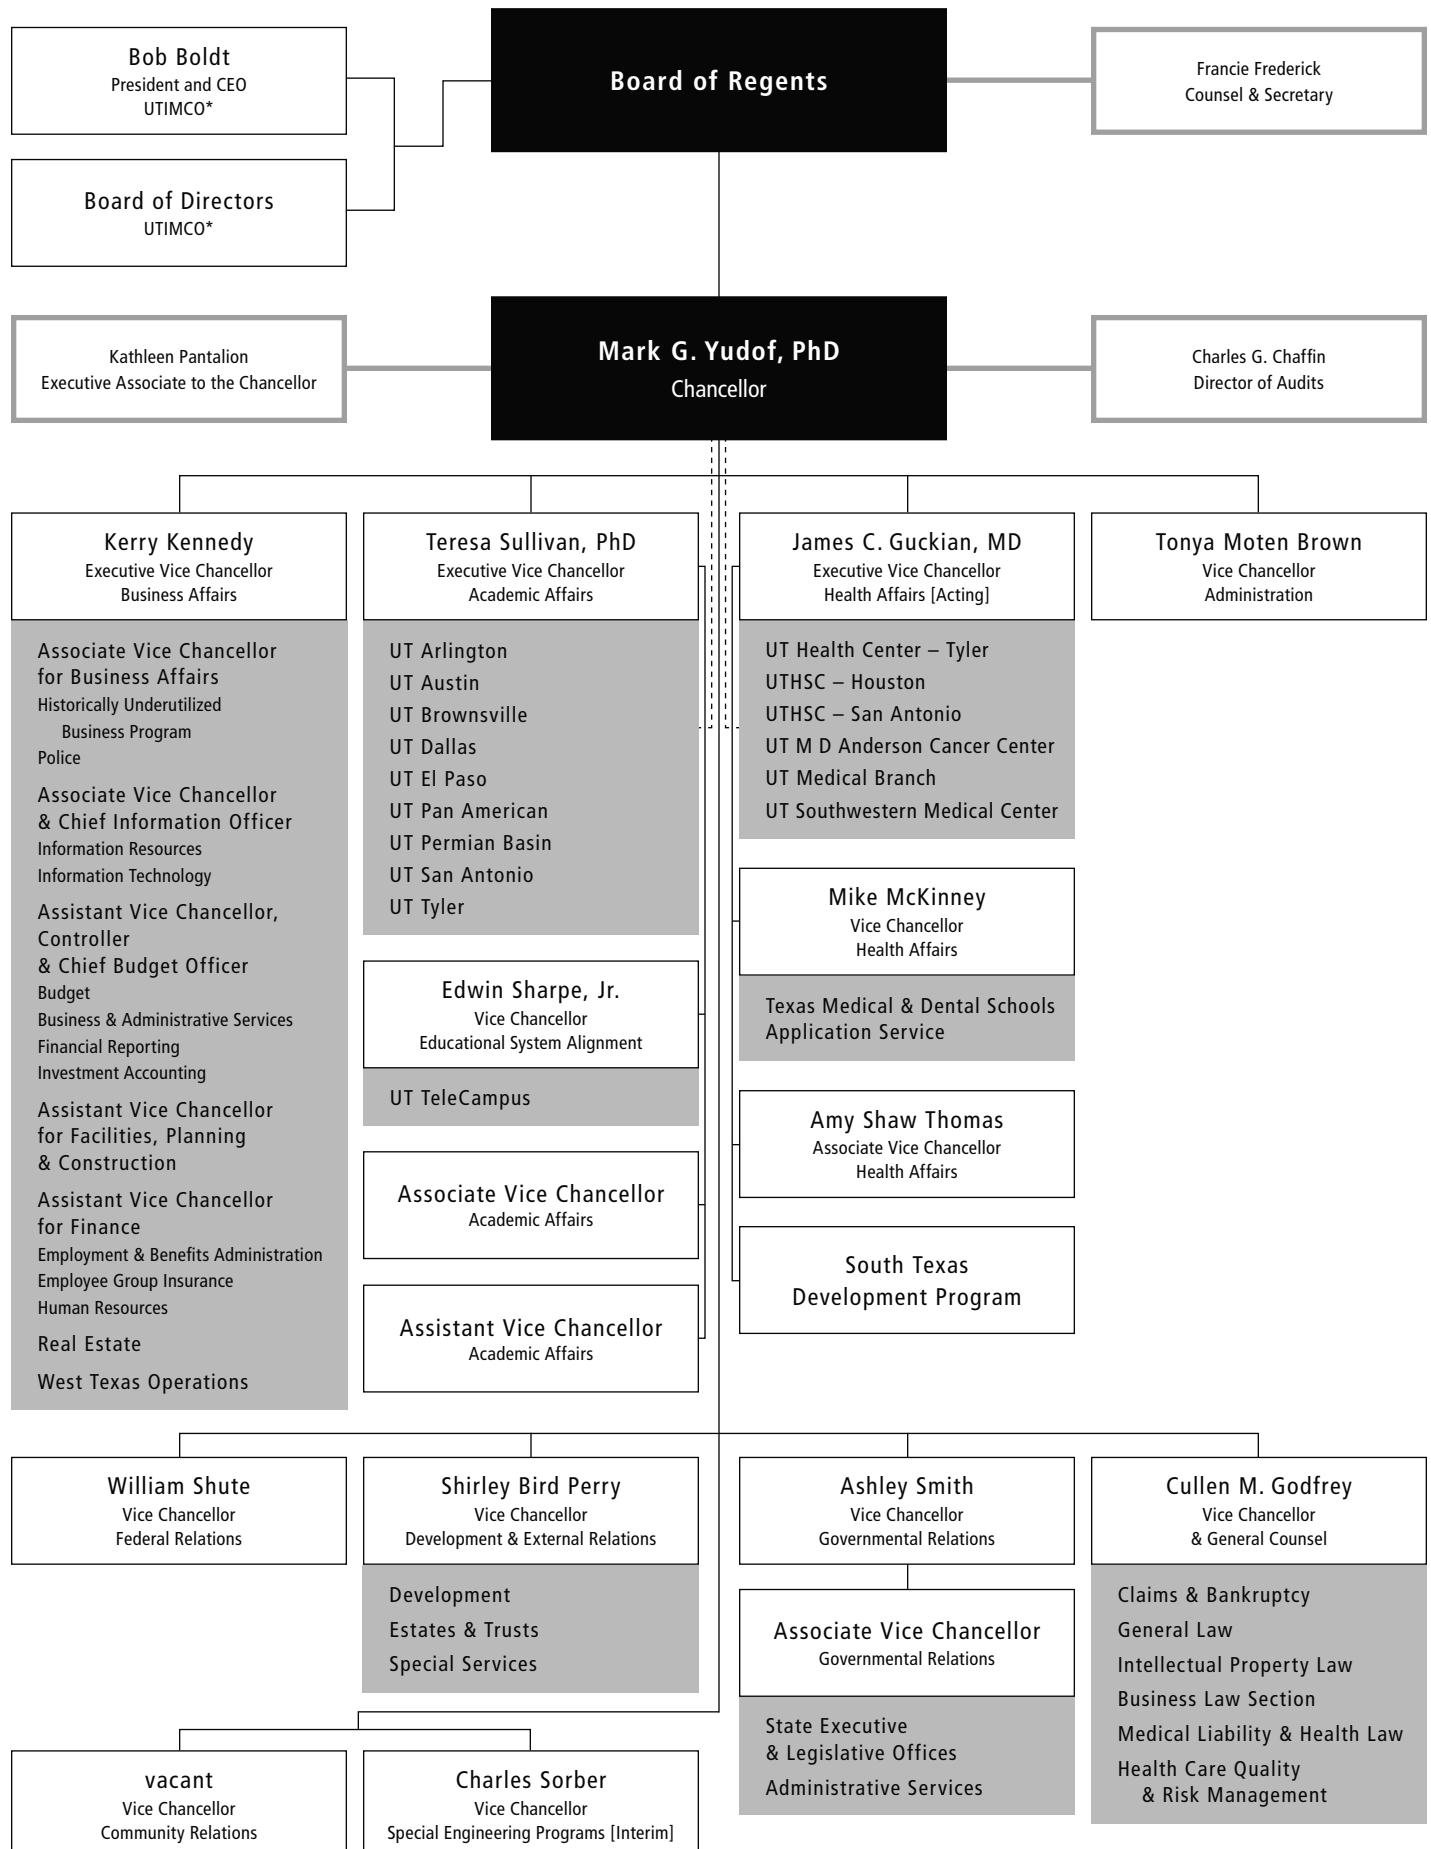 Bob Boldt
President and CEO
UTIMCO*
Board of Regents
Francie Frederick
Counsel & Secretary
Board of Directors
UTIMCO*
Kathleen Pantalion
Executive Associate to the Chancellor
Mark G. Yudof, PhD
Chancellor
Charles G. Chaffin
Director of Audits
Kerry Kennedy
Executive Vice Chancellor
Business Affairs
Associate Vice Chancellor
for Business Affairs
Historically Underutilized
Business Program
Police
Associate Vice Chancellor
& Chief Information Officer
Information Resources
Information Technology
Assistant Vice Chancellor,
Controller
& Chief Budget Officer
Budget
Business & Administrative Services
Financial Reporting
Investment Accounting
Assistant Vice Chancellor
for Facilities, Planning
& Construction
Assistant Vice Chancellor
for Finance
Employment & Benefits Administration
Employee Group Insurance
Human Resources
Real Estate
West Texas Operations
Teresa Sullivan, PhD
Executive Vice Chancellor
Academic Affairs
UT Arlington
UT Austin
UT Brownsville
UT Dallas
UT El Paso
UT Pan American
UT Permian Basin
UT San Antonio
UT Tyler
Edwin Sharpe, Jr.
Vice Chancellor
Educational System Alignment
UT TeleCampus
Associate Vice Chancellor
Academic Affairs
Assistant Vice Chancellor
Academic Affairs
James C. Guckian, MD
Executive Vice Chancellor
Health Affairs [Acting]
UT Health Center – Tyler
UTHSC – Houston
UTHSC – San Antonio
UT M D Anderson Cancer Center
UT Medical Branch
UT Southwestern Medical Center
Mike McKinney
Vice Chancellor
Health Affairs
Texas Medical & Dental Schools
Application Service
Amy Shaw Thomas
Associate Vice Chancellor
Health Affairs
South Texas
Development Program
Tonya Moten Brown
Vice Chancellor
Administration
William Shute
Vice Chancellor
Federal Relations
Shirley Bird Perry
Vice Chancellor
Development & External Relations
Development
Estates & Trusts
Special Services
Ashley Smith
Vice Chancellor
Governmental Relations
Associate Vice Chancellor
Governmental Relations
State Executive
& Legislative Offices
Administrative Services
Cullen M. Godfrey
Vice Chancellor
& General Counsel
Claims & Bankruptcy
General Law
Intellectual Property Law
Business Law Section
Medical Liability & Health Law
Health Care Quality
& Risk Management
vacant
Vice Chancellor
Community Relations
Charles Sorber
Vice Chancellor
Special Engineering Programs [Interim]